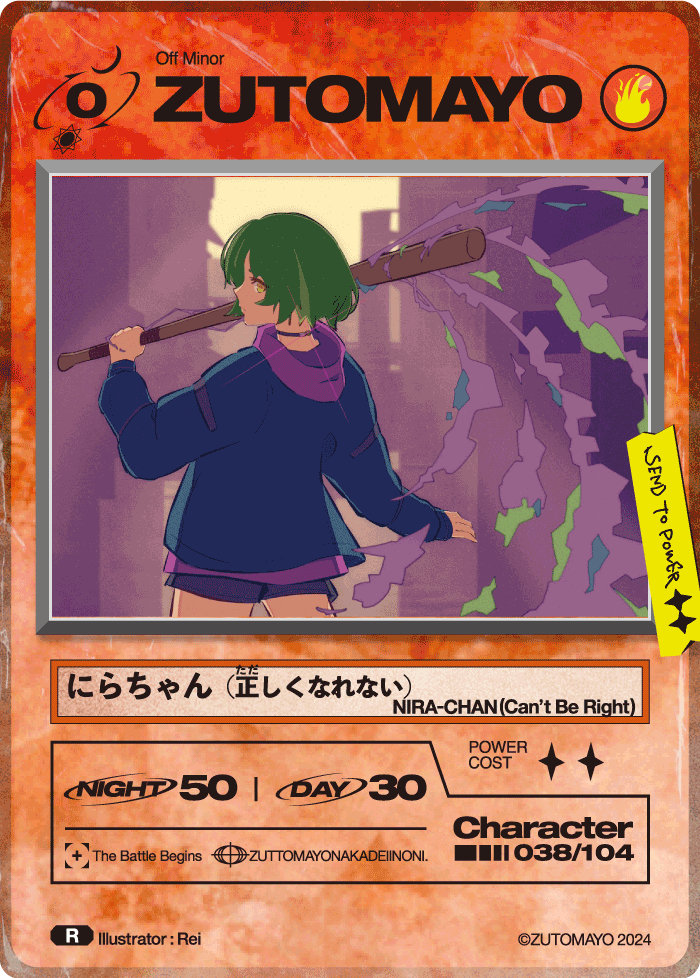 Off Minor
ZUTOMAYO
SEND TO POWER
にらちゃん（正しくなれない）
ただ
NIRA-CHAN(Can't Be Right)
POWER
COST
NIGHT 50 | DAY 30
Character
038/104
The Battle Begins ZUTTOMAYONAKADEIINONI.
R Illustrator : Rei
©ZUTOMAYO 2024